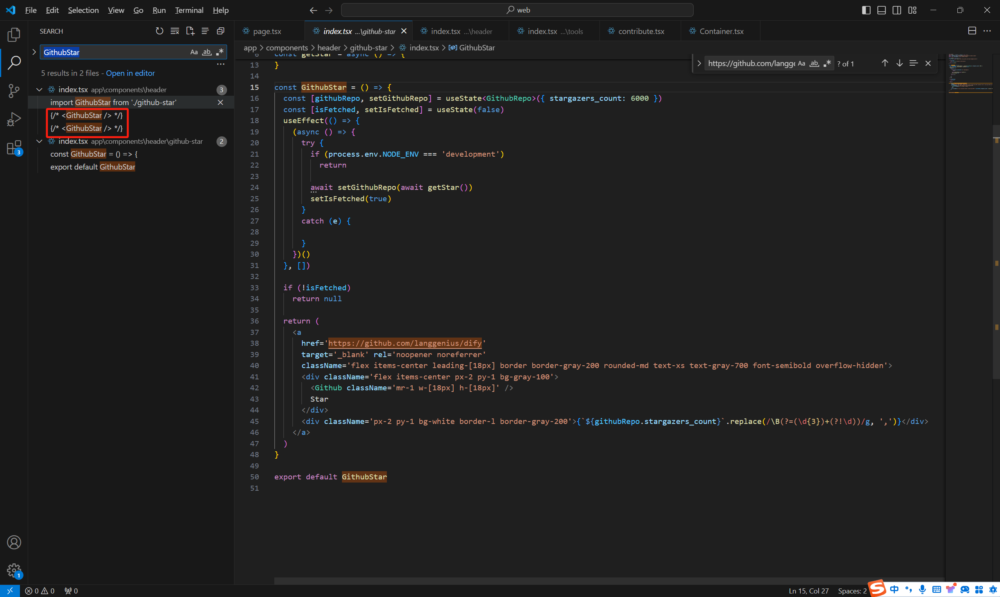 File Edit Selection View Go Run Terminal Help
web
SEARCH
GithubStar
Aa ab .*
5 results in 2 files - Open in editor
index.tsx app\components\header 3
import GithubStar from './github-star'
{/* <GithubStar /> */}
{/* <GithubStar /> */}
index.tsx app\components\header\github-star 2
const GithubStar = () => {
export default GithubStar
3
1
page.tsx index.tsx ...\github-star index.tsx ...\header index.tsx ...\tools contribute.tsx Container.tsx
app > components > header > github-star > index.tsx > GithubStar
https://github.com/langge Aa ab .* ? of 1
6 const getStar = async () => {
13 }
14
15 const GithubStar = () => {
16 const [githubRepo, setGithubRepo] = useState<GithubRepo>({ stargazers_count: 6000 })
17 const [isFetched, setIsFetched] = useState(false)
18 useEffect(() => {
19 (async () => {
20 try {
21 if (process.env.NODE_ENV === 'development')
22 return
23
24 await setGithubRepo(await getStar())
25 setIsFetched(true)
26 }
27 catch (e) {
28
29 }
30 })()
31 }, [])
32
33 if (!isFetched)
34 return null
35
36 return (
37 <a
38 href='https://github.com/langgenius/dify'
39 target='_blank' rel='noopener noreferrer'
40 className='flex items-center leading-[18px] border border-gray-200 rounded-md text-xs text-gray-700 font-semibold overflow-hidden'>
41 <div className='flex items-center px-2 py-1 bg-gray-100'>
42 <Github className='mr-1 w-[18px] h-[18px]' />
43 Star
44 </div>
45 <div className='px-2 py-1 bg-white border-l border-gray-200'>{`${githubRepo.stargazers_count}`.replace(/\B(?=(\d{3})+(?!\d))/g, ',')}</div>
46 </a>
47 )
48 }
49
50 export default GithubStar
51
0 0 0
Ln 15, Col 27 Spaces: 2
S 中